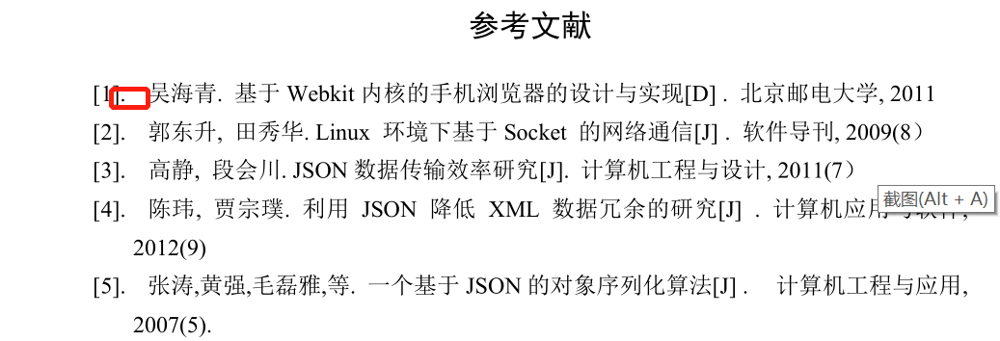 参考文献
[1]. 吴海青. 基于 Webkit 内核的手机浏览器的设计与实现[D] . 北京邮电大学, 2011
[2]. 郭东升, 田秀华. Linux 环境下基于 Socket 的网络通信[J] . 软件导刊, 2009(8）
[3]. 高静, 段会川. JSON 数据传输效率研究[J]. 计算机工程与设计, 2011(7）
截图(Alt + A)
[4]. 陈玮, 贾宗璞. 利用 JSON 降低 XML 数据冗余的研究[J] . 计算机应用与软件,
2012(9)
[5]. 张涛,黄强,毛磊雅,等. 一个基于 JSON 的对象序列化算法[J] . 计算机工程与应用,
2007(5).